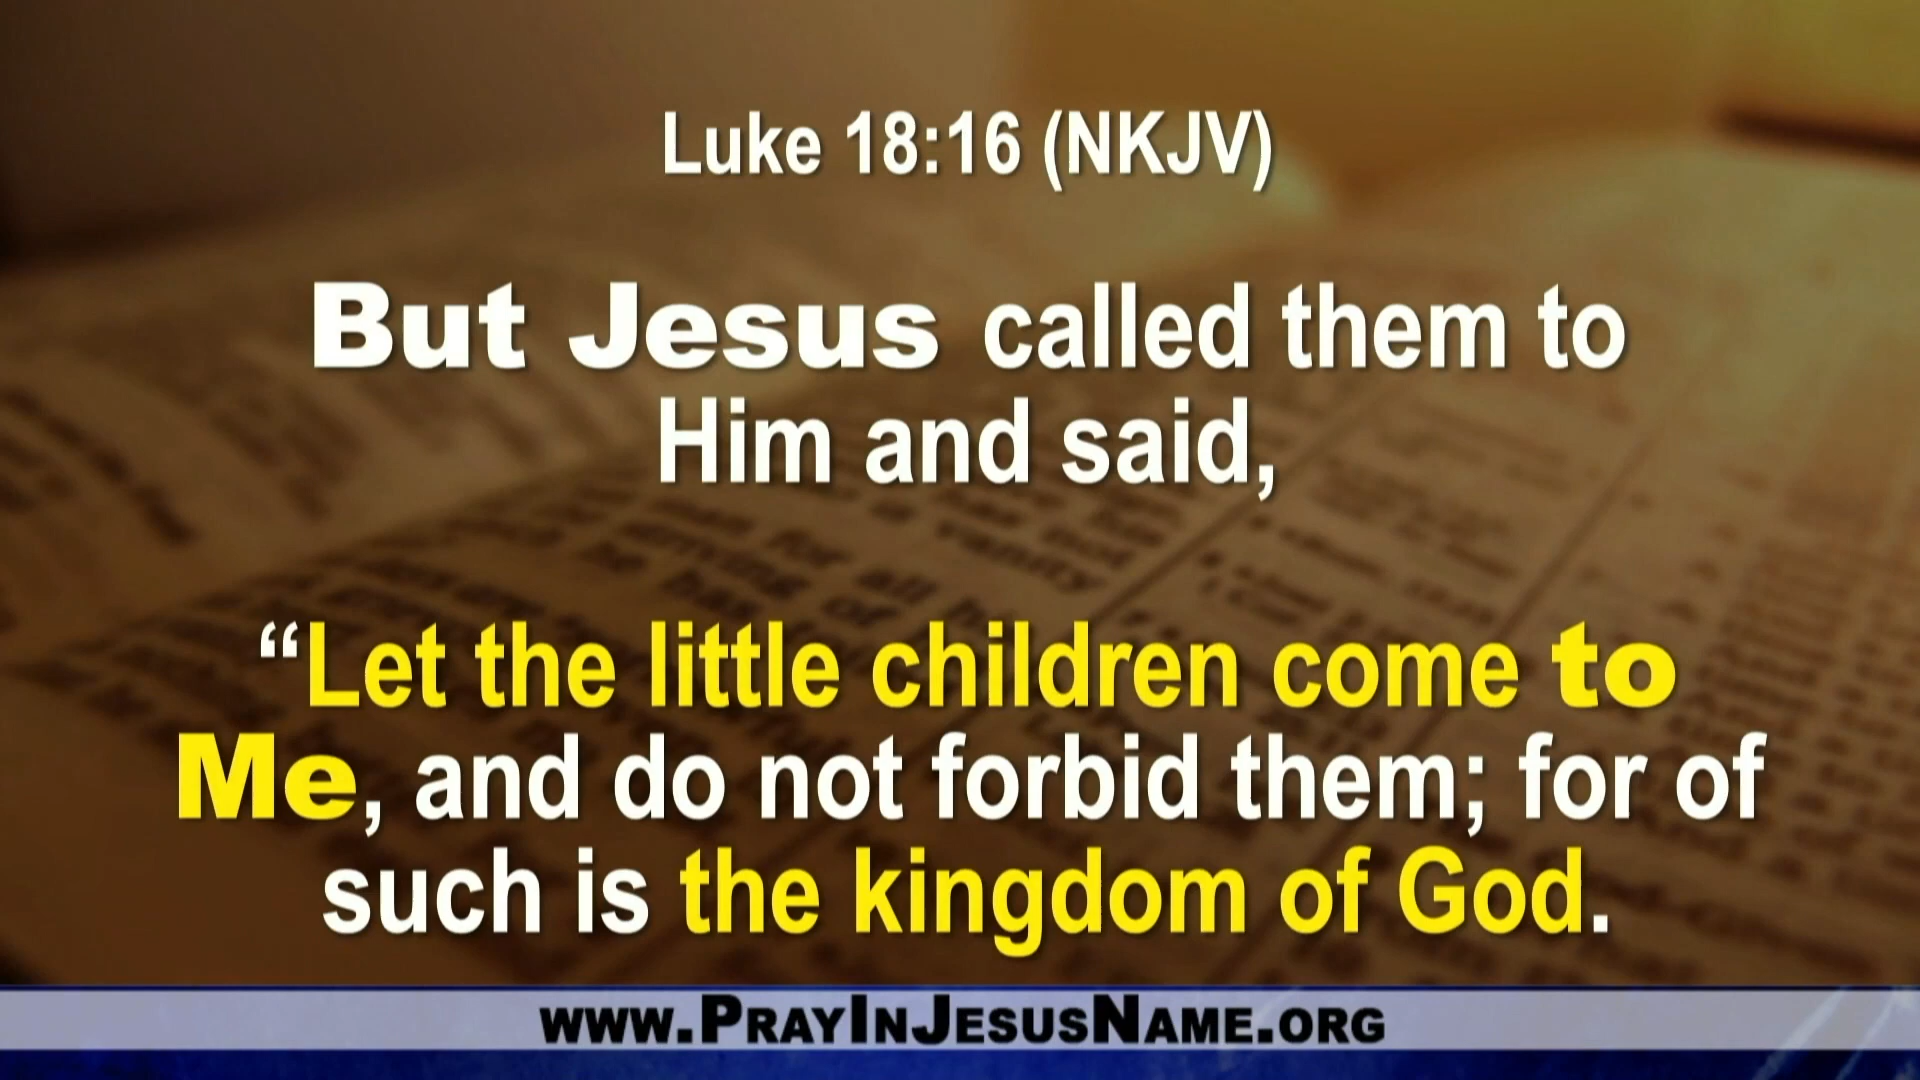 Luke 18:16 (NKJV)
But Jesus called them to
Him and said,
“Let the little children come to
Me, and do not forbid them; for of
such is the kingdom of God.
www.PrayInJesusName.org